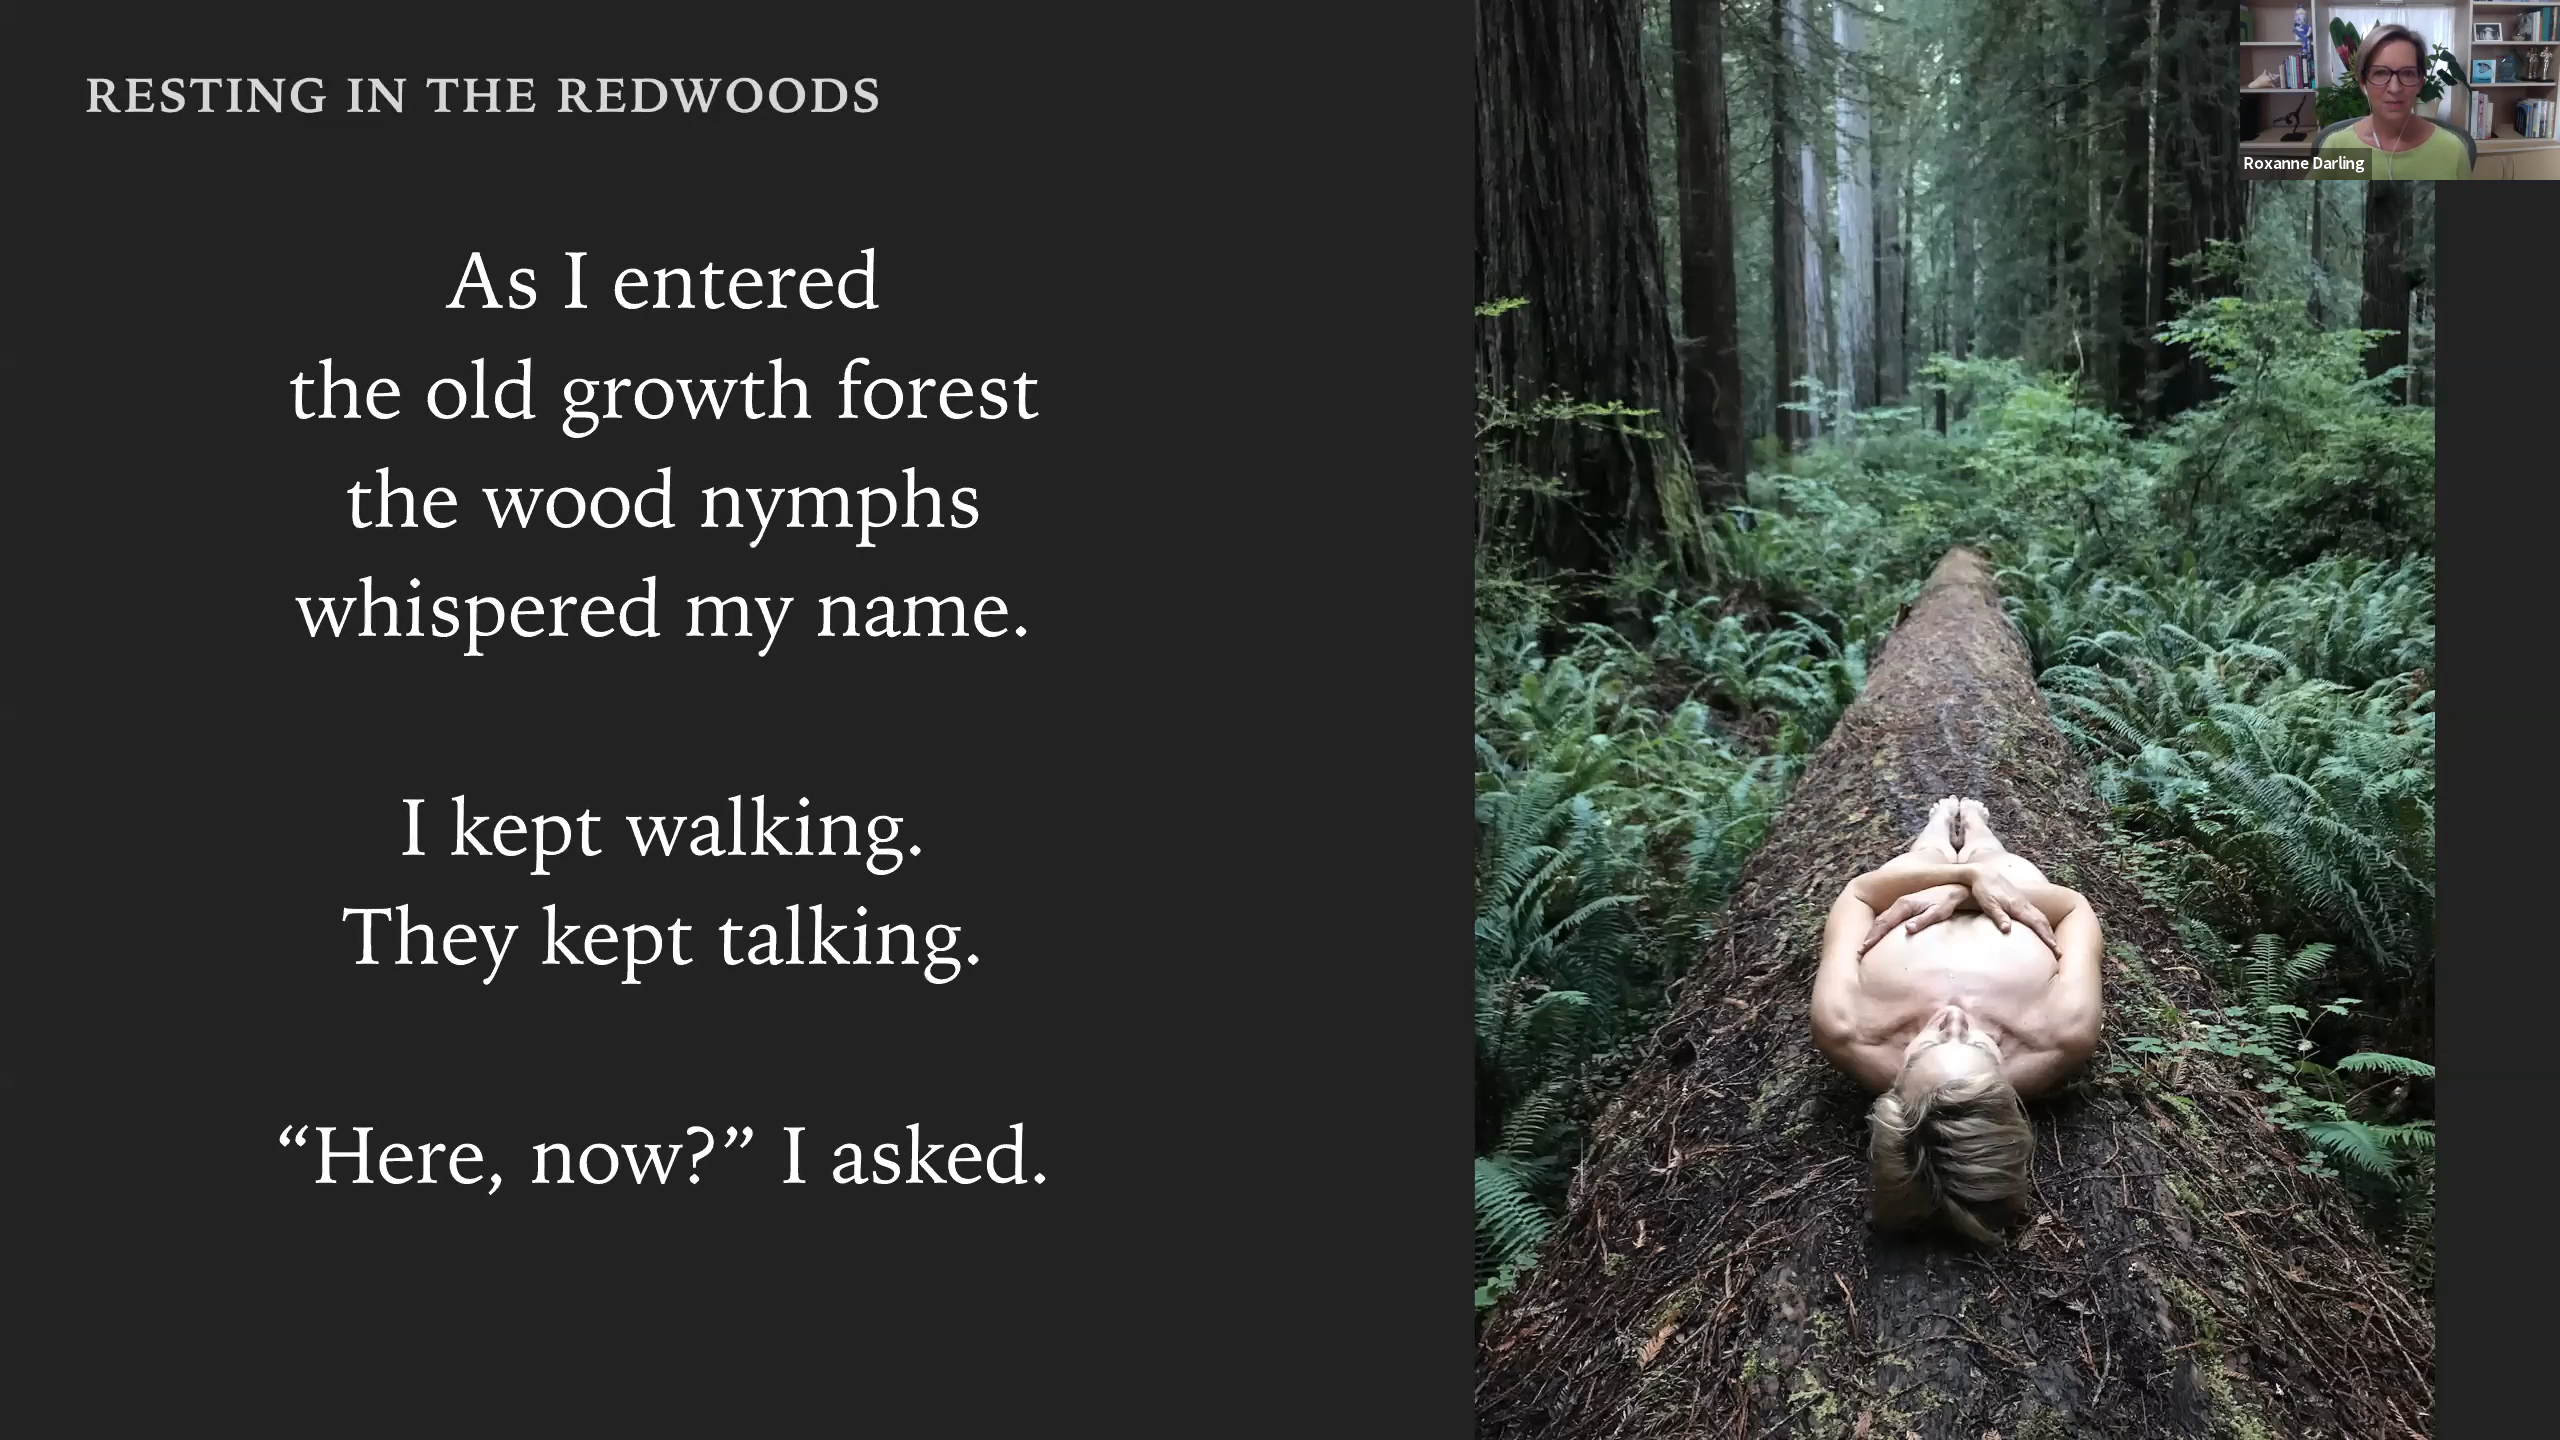 RESTING IN THE REDWOODS
As I entered
the old growth forest
the wood nymphs
whispered my name.
I kept walking.
They kept talking.
“Here, now?” I asked.
Roxanne Darling